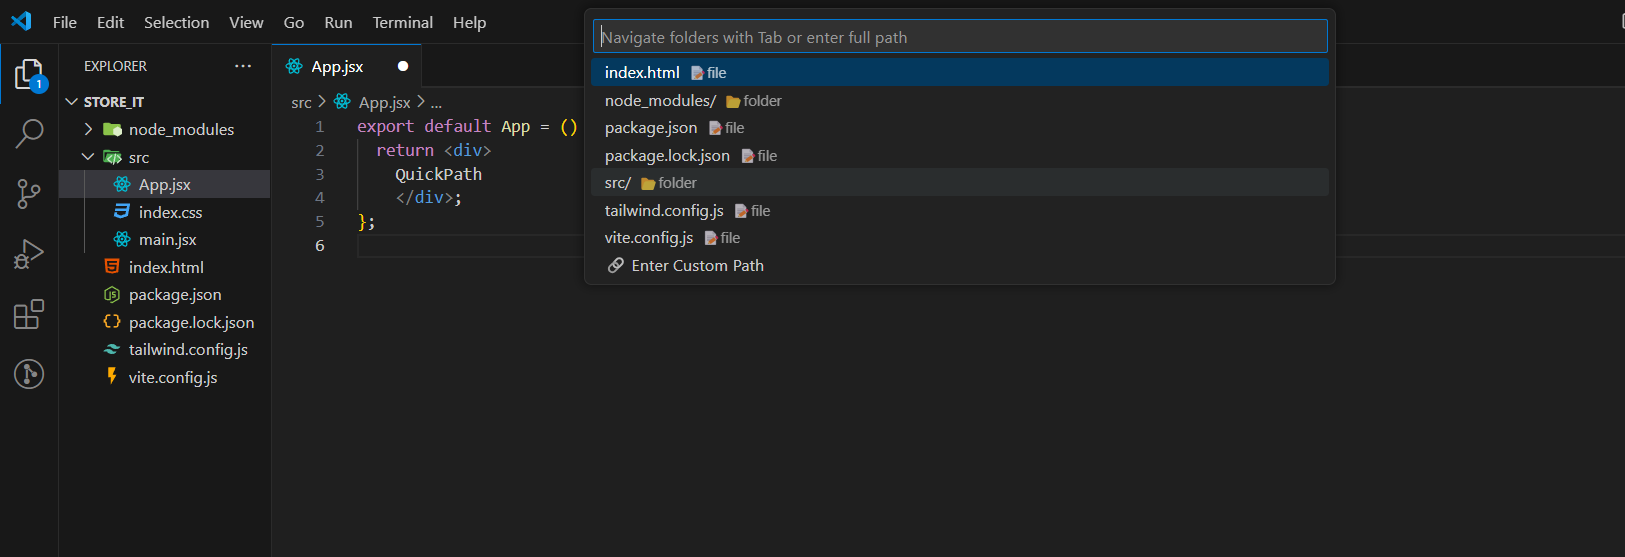 File Edit Selection View Go Run Terminal Help
EXPLORER ...
1
STORE_IT
node_modules
src
App.jsx
index.css
main.jsx
index.html
package.json
package.lock.json
tailwind.config.js
vite.config.js
App.jsx
src > App.jsx > ...
1 export default App = ()
2 return <div>
3 QuickPath
4 </div>;
5 };
6
Navigate folders with Tab or enter full path
index.html file
node_modules/ folder
package.json file
package.lock.json file
src/ folder
tailwind.config.js file
vite.config.js file
Enter Custom Path